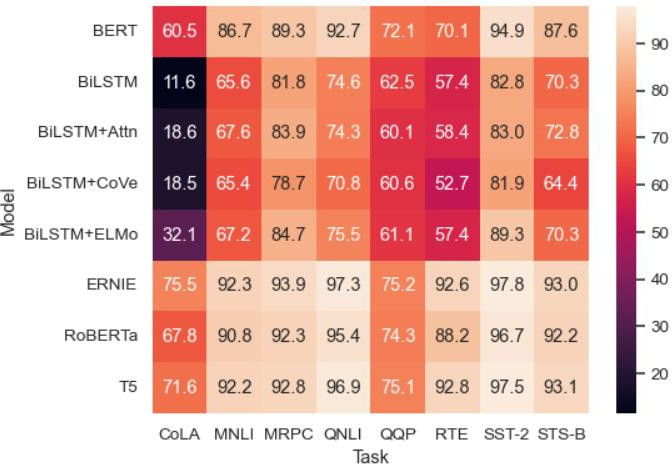 BERT 60.5 86.7 89.3 92.7 72.1 70.1 94.9 87.6
BiLSTM 11.6 65.6 81.8 74.6 62.5 57.4 82.8 70.3
BiLSTM+Attn 18.6 67.6 83.9 74.3 60.1 58.4 83.0 72.8
BiLSTM+CoVe 18.5 65.4 78.7 70.8 60.6 52.7 81.9 64.4
BiLSTM+ELMo 32.1 67.2 84.7 75.5 61.1 57.4 89.3 70.3
ERNIE 75.5 92.3 93.9 97.3 75.2 92.6 97.8 93.0
RoBERTa 67.8 90.8 92.3 95.4 74.3 88.2 96.7 92.2
T5 71.6 92.2 92.8 96.9 75.1 92.8 97.5 93.1
CoLA MNLI MRPC QNLI QQP RTE SST-2 STS-B
Task
Model
90
80
70
60
50
40
30
20